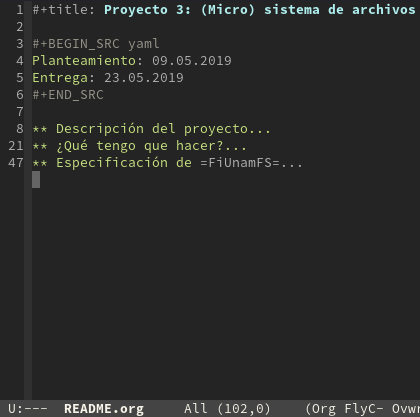 1 #+title: Proyecto 3: (Micro) sistema de archivos
2
3 #+BEGIN_SRC yaml
4 Planteamiento: 09.05.2019
5 Entrega: 23.05.2019
6 #+END_SRC
7
8 ** Descripción del proyecto...
21 ** ¿Qué tengo que hacer?...
47 ** Especificación de =FiUnamFS=...
U:--- README.org All (102,0) (Org FlyC- Ovwr